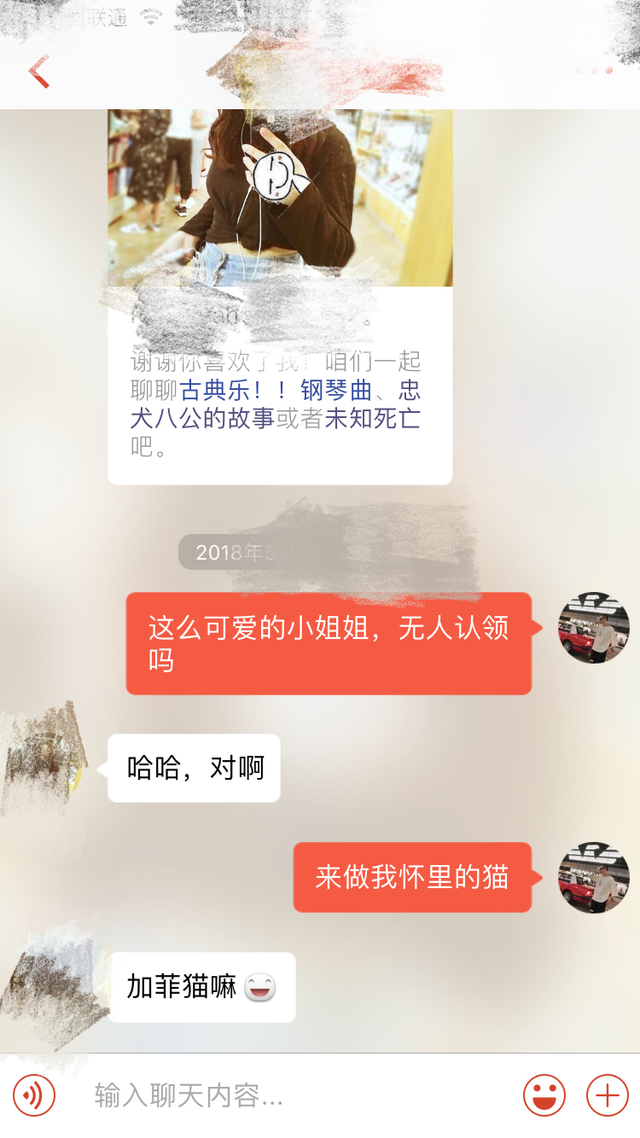 联通
谢谢你喜欢了我！咱们一起
聊聊古典乐！！钢琴曲、忠
犬八公的故事或者未知死亡
吧。
2018年5
这么可爱的小姐姐，无人认领
吗
哈哈，对啊
来做我怀里的猫
加菲猫嘛
输入聊天内容...